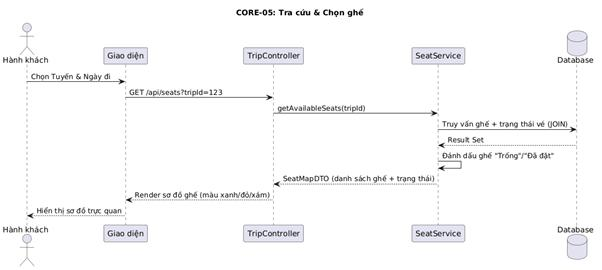 CORE-05: Tra cứu & Chọn ghế
Hành khách
Giao diện
TripController
SeatService
Database
Chọn Tuyến & Ngày đi
GET /api/seats?tripId=123
getAvailableSeats(tripId)
Truy vấn ghế + trạng thái vé (JOIN)
Result Set
Đánh dấu ghế "Trống"/"Đã đặt"
SeatMapDTO (danh sách ghế + trạng thái)
Render sơ đồ ghế (màu xanh/đỏ/xám)
Hiển thị sơ đồ trực quan
Hành khách
Giao diện
TripController
SeatService
Database